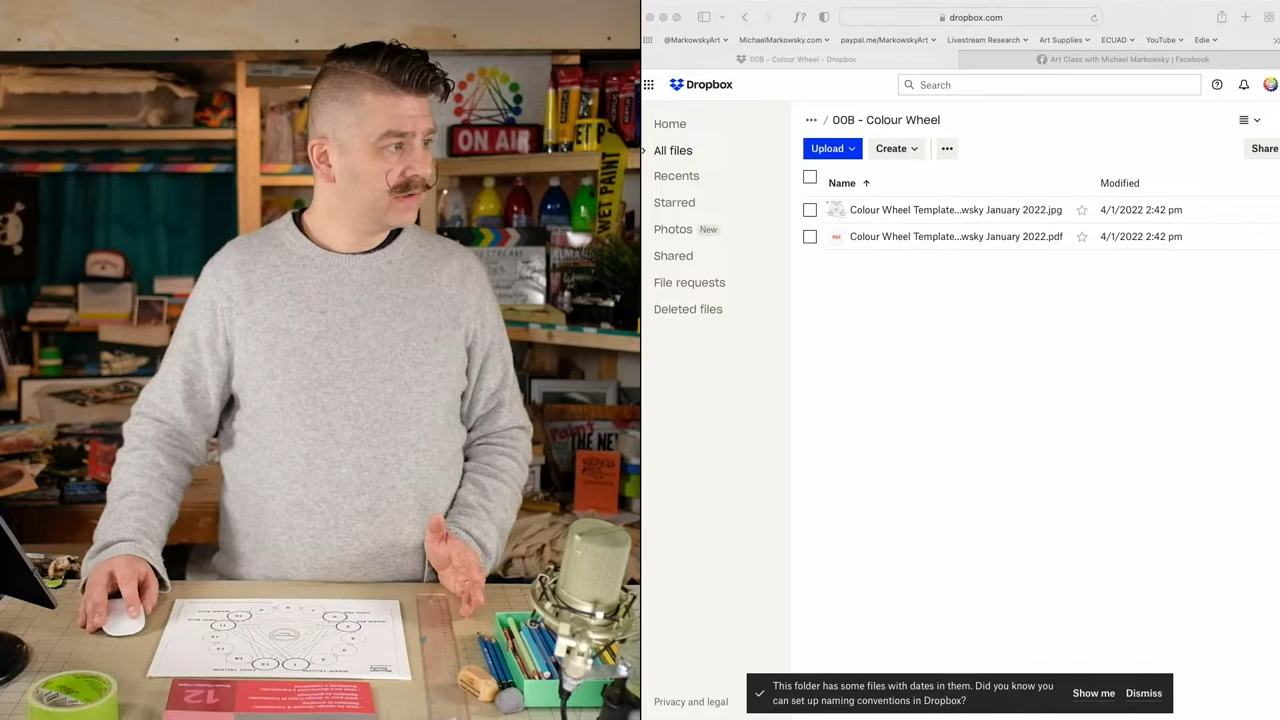 dropbox.com
@MarkowskyArt
MichaelMarkowsky.com
paypal.me/MarkowskyArt
Livestream Research
Art Supplies
ECUAD
YouTube
Edie
00B - Colour Wheel - Dropbox
Art Class with Michael Markowsky | Facebook
Dropbox
Search
... / 00B - Colour Wheel
Upload
Create
Share
Home
All files
Recents
Starred
Photos New
Shared
File requests
Deleted files
Name
Modified
Colour Wheel Template...wsky January 2022.jpg
4/1/2022 2:42 pm
PDF
Colour Wheel Template...wsky January 2022.pdf
4/1/2022 2:42 pm
This folder has some files with dates in them. Did you know you
can set up naming conventions in Dropbox?
Show me
Dismiss
Privacy and legal
ON AIR
WET PAINT
12